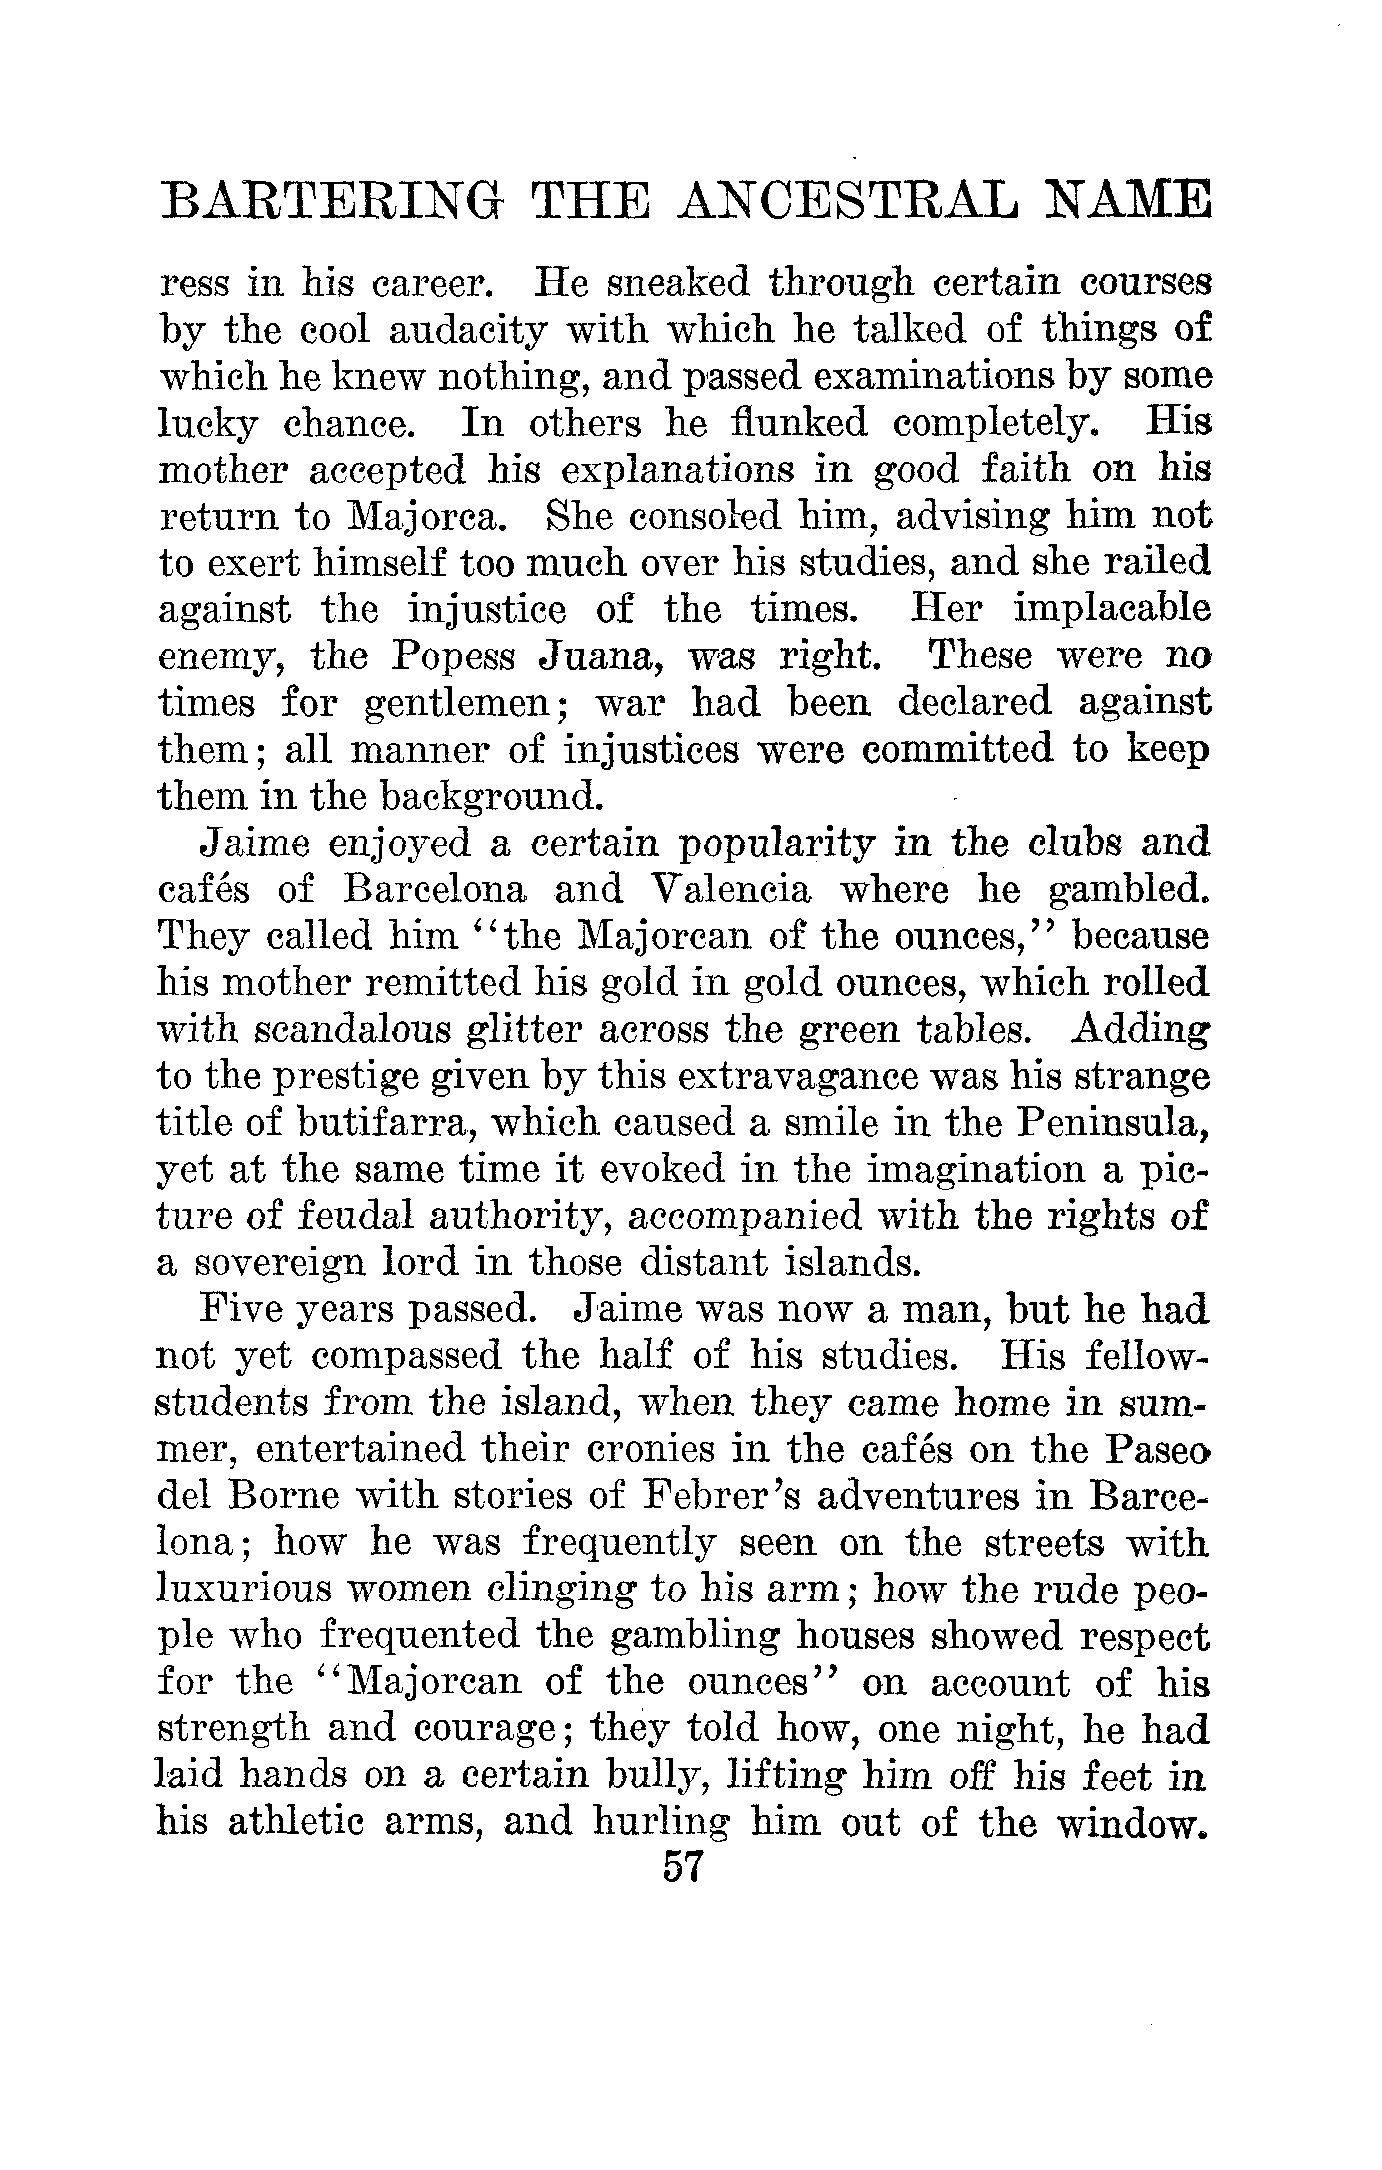 BARTERING THE ANCESTRAL NAME
ress in his career. He sneaked through certain courses
by the cool audacity with which he talked of things of
which he knew nothing, and passed examinations by some
lucky chance. In others he flunked completely. His
mother accepted his explanations in good faith on his
return to Majorca. She consoled him, advising him not
to exert himself too much over his studies, and she railed
against the injustice of the times. Her implacable
enemy, the Popess Juana, was right. These were no
times for gentlemen; war had been declared against
them; all manner of injustices were committed to keep
them in the background.
Jaime enjoyed a certain popularity in the clubs and
cafés of Barcelona and Valencia where he gambled.
They called him "the Majorcan of the ounces," because
his mother remitted his gold in gold ounces, which rolled
with scandalous glitter across the green tables. Adding
to the prestige given by this extravagance was his strange
title of butifarra, which caused a smile in the Peninsula,
yet at the same time it evoked in the imagination a pic-
ture of feudal authority, accompanied with the rights of
a sovereign lord in those distant islands.
Five years passed. Jaime was now a man, but he had
not yet compassed the half of his studies. His fellow-
students from the island, when they came home in sum-
mer, entertained their cronies in the cafés on the Paseo
del Borne with stories of Febrer's adventures in Barce-
lona; how he was frequently seen on the streets with
luxurious women clinging to his arm; how the rude peo-
ple who frequented the gambling houses showed respect
for the "Majorcan of the ounces" on account of his
strength and courage; they told how, one night, he had
laid hands on a certain bully, lifting him off his feet in
his athletic arms, and hurling him out of the window.
57